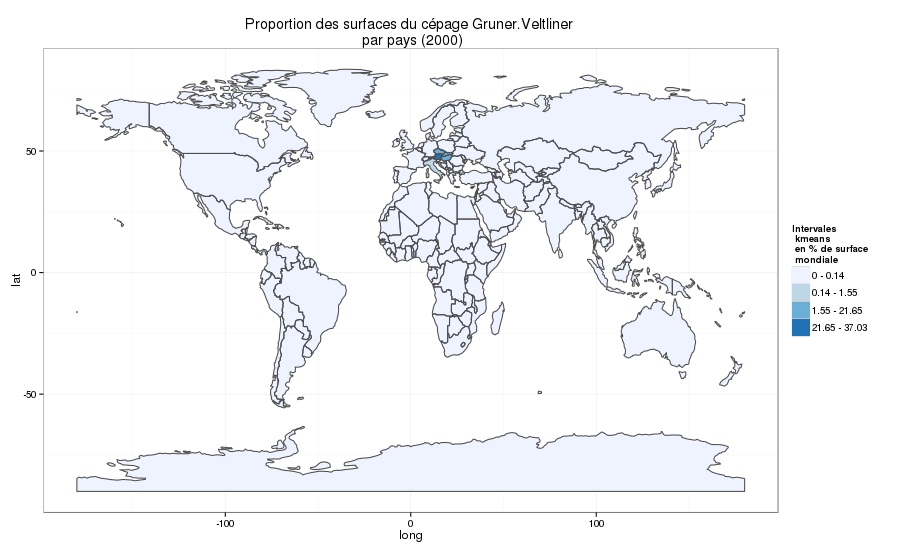 Proportion des surfaces du cépage Gruner.Veltliner
par pays (2000)
50
0
-50
lat
-100
0
100
long
Intervales
kmeans
en % de surface
mondiale
0 - 0.14
0.14 - 1.55
1.55 - 21.65
21.65 - 37.03